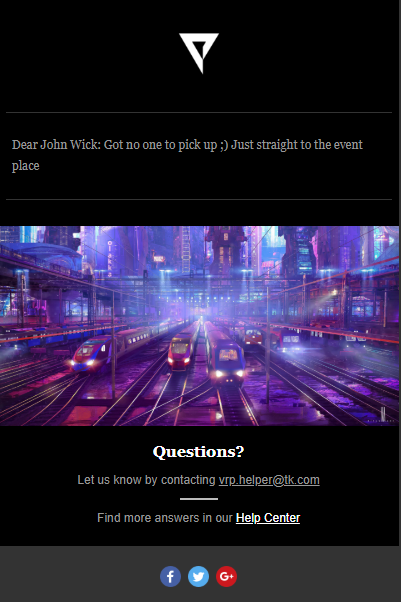 Dear John Wick: Got no one to pick up ;) Just straight to the event
place
Questions?
Let us know by contacting vrp.helper@tk.com
Find more answers in our Help Center